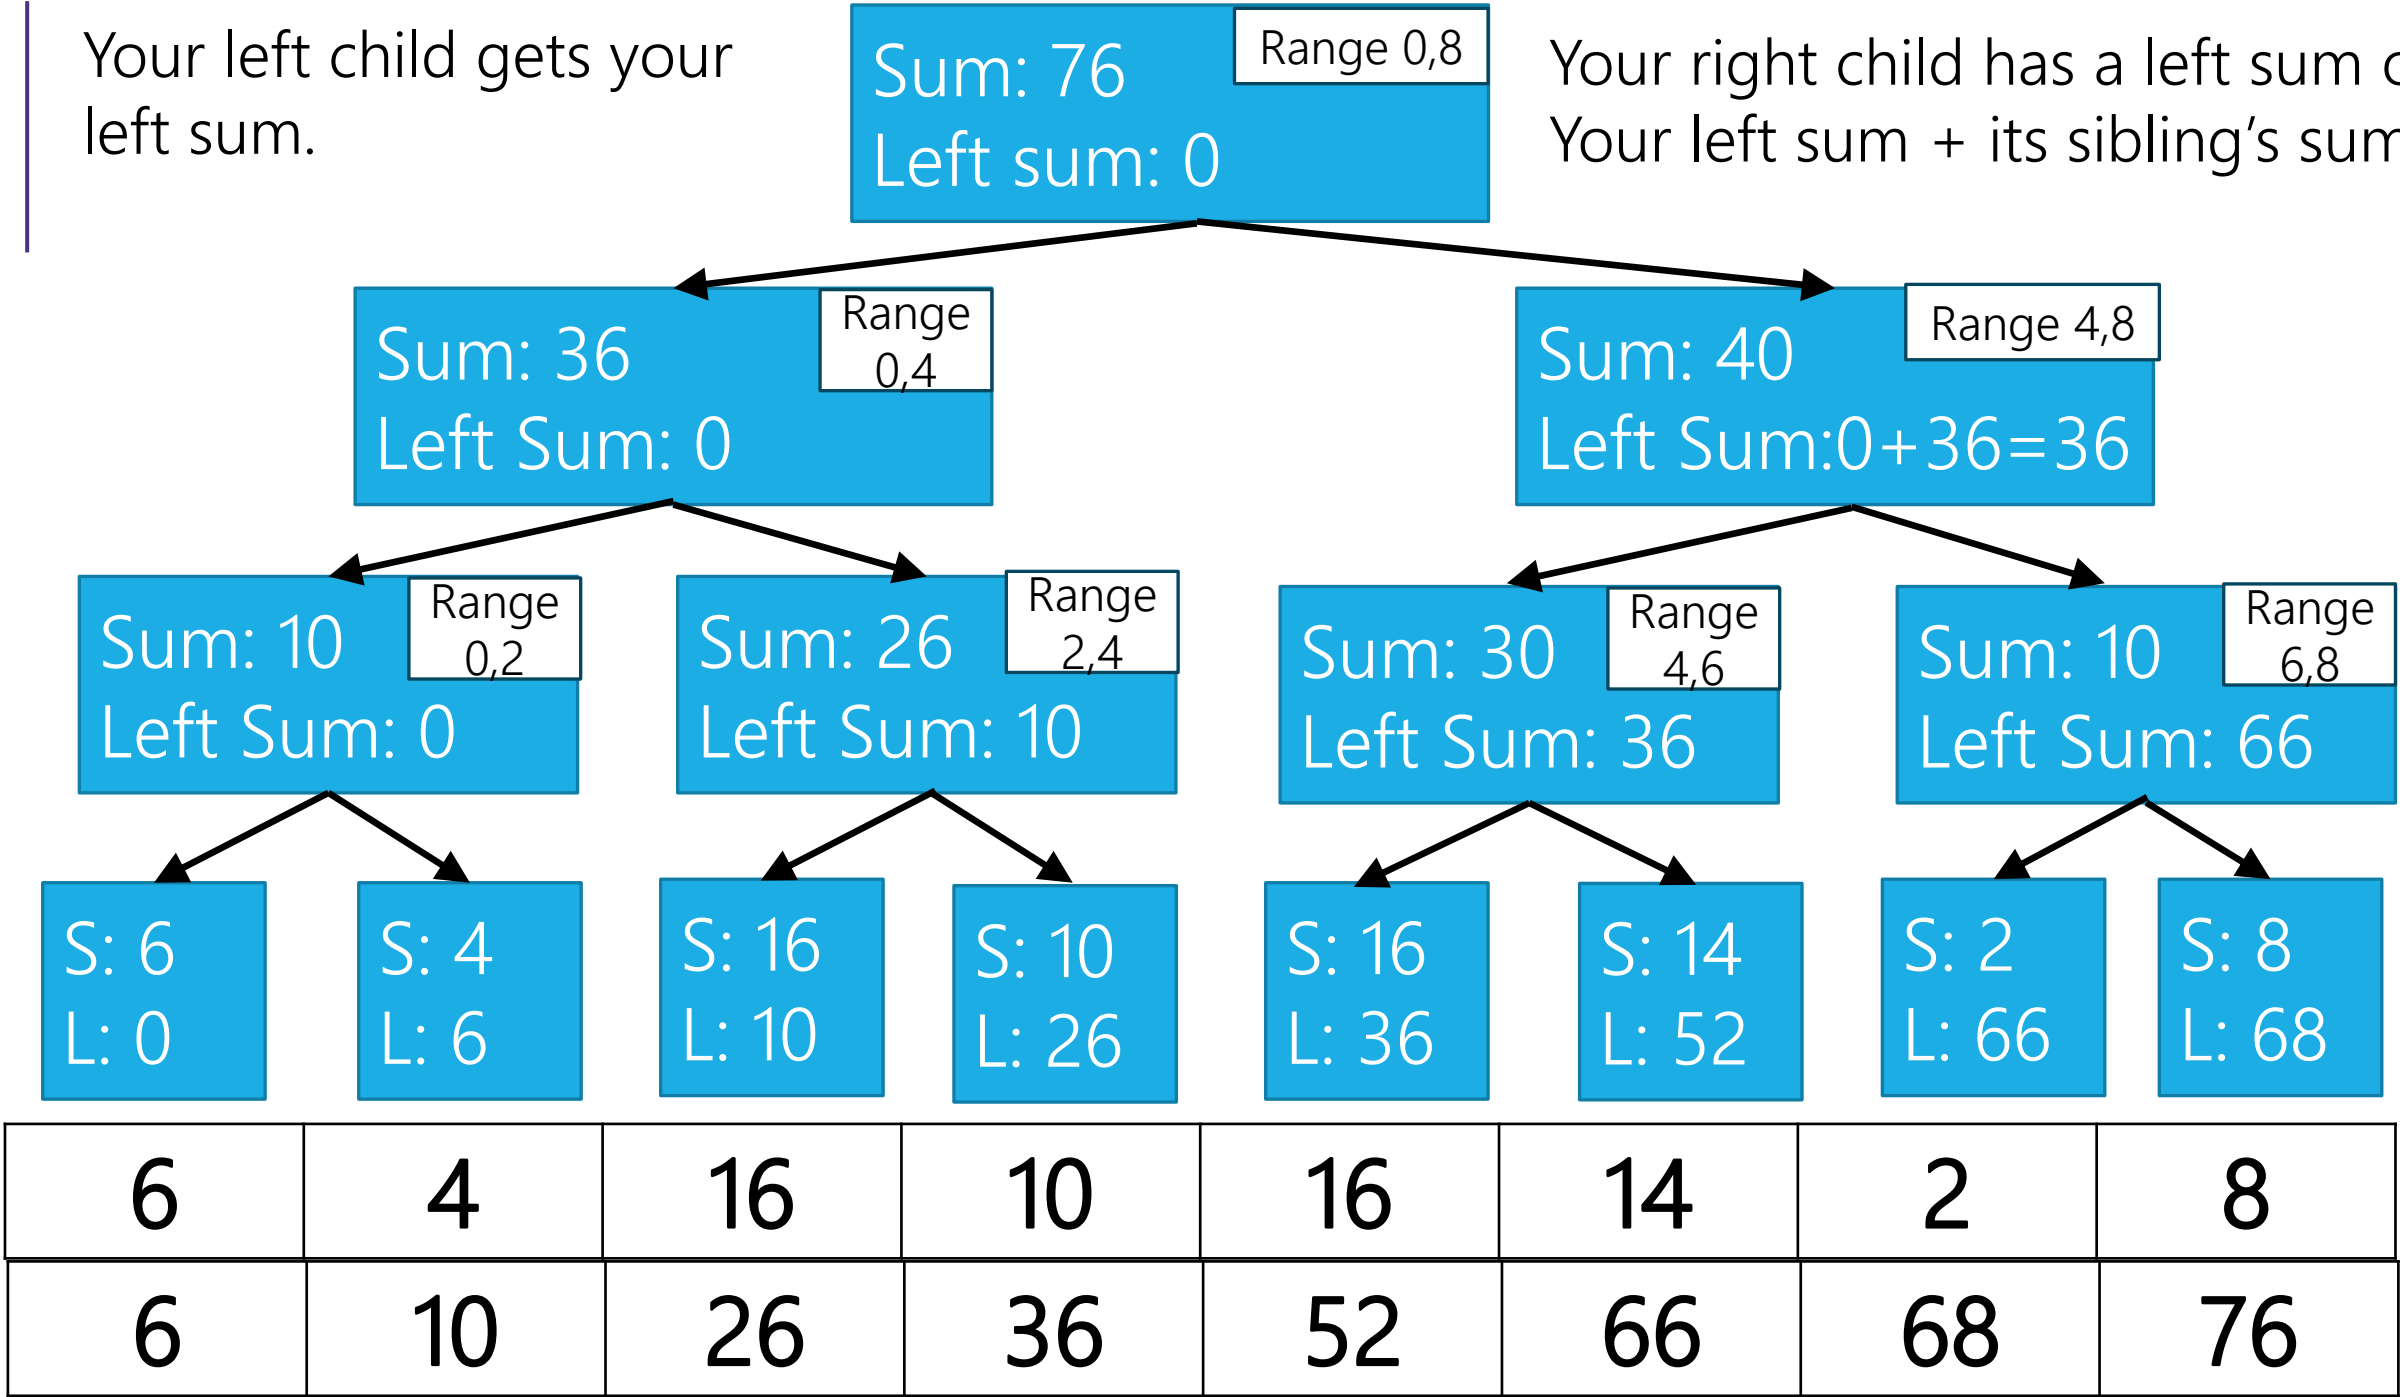 Your left child gets your
left sum.
Sum: 76
Left sum: 0
Range 0,8
Your right child has a left sum
Your left sum + its sibling's sum
Sum: 36
Left Sum: 0
Range
0,4
Sum: 40
Left Sum:0+36=36
Range 4,8
Sum: 10
Left Sum: 0
Range
0,2
Sum: 26
Left Sum: 10
Range
2,4
Sum: 30
Left Sum: 36
Range
4,6
Sum: 10
Left Sum: 66
Range
6,8
S: 6
L: 0
S: 4
L: 6
S: 16
L: 10
S: 10
L: 26
S: 16
L: 36
S: 14
L: 52
S: 2
L: 66
S: 8
L: 68
6 4 16 10 16 14 2 8
6 10 26 36 52 66 68 76